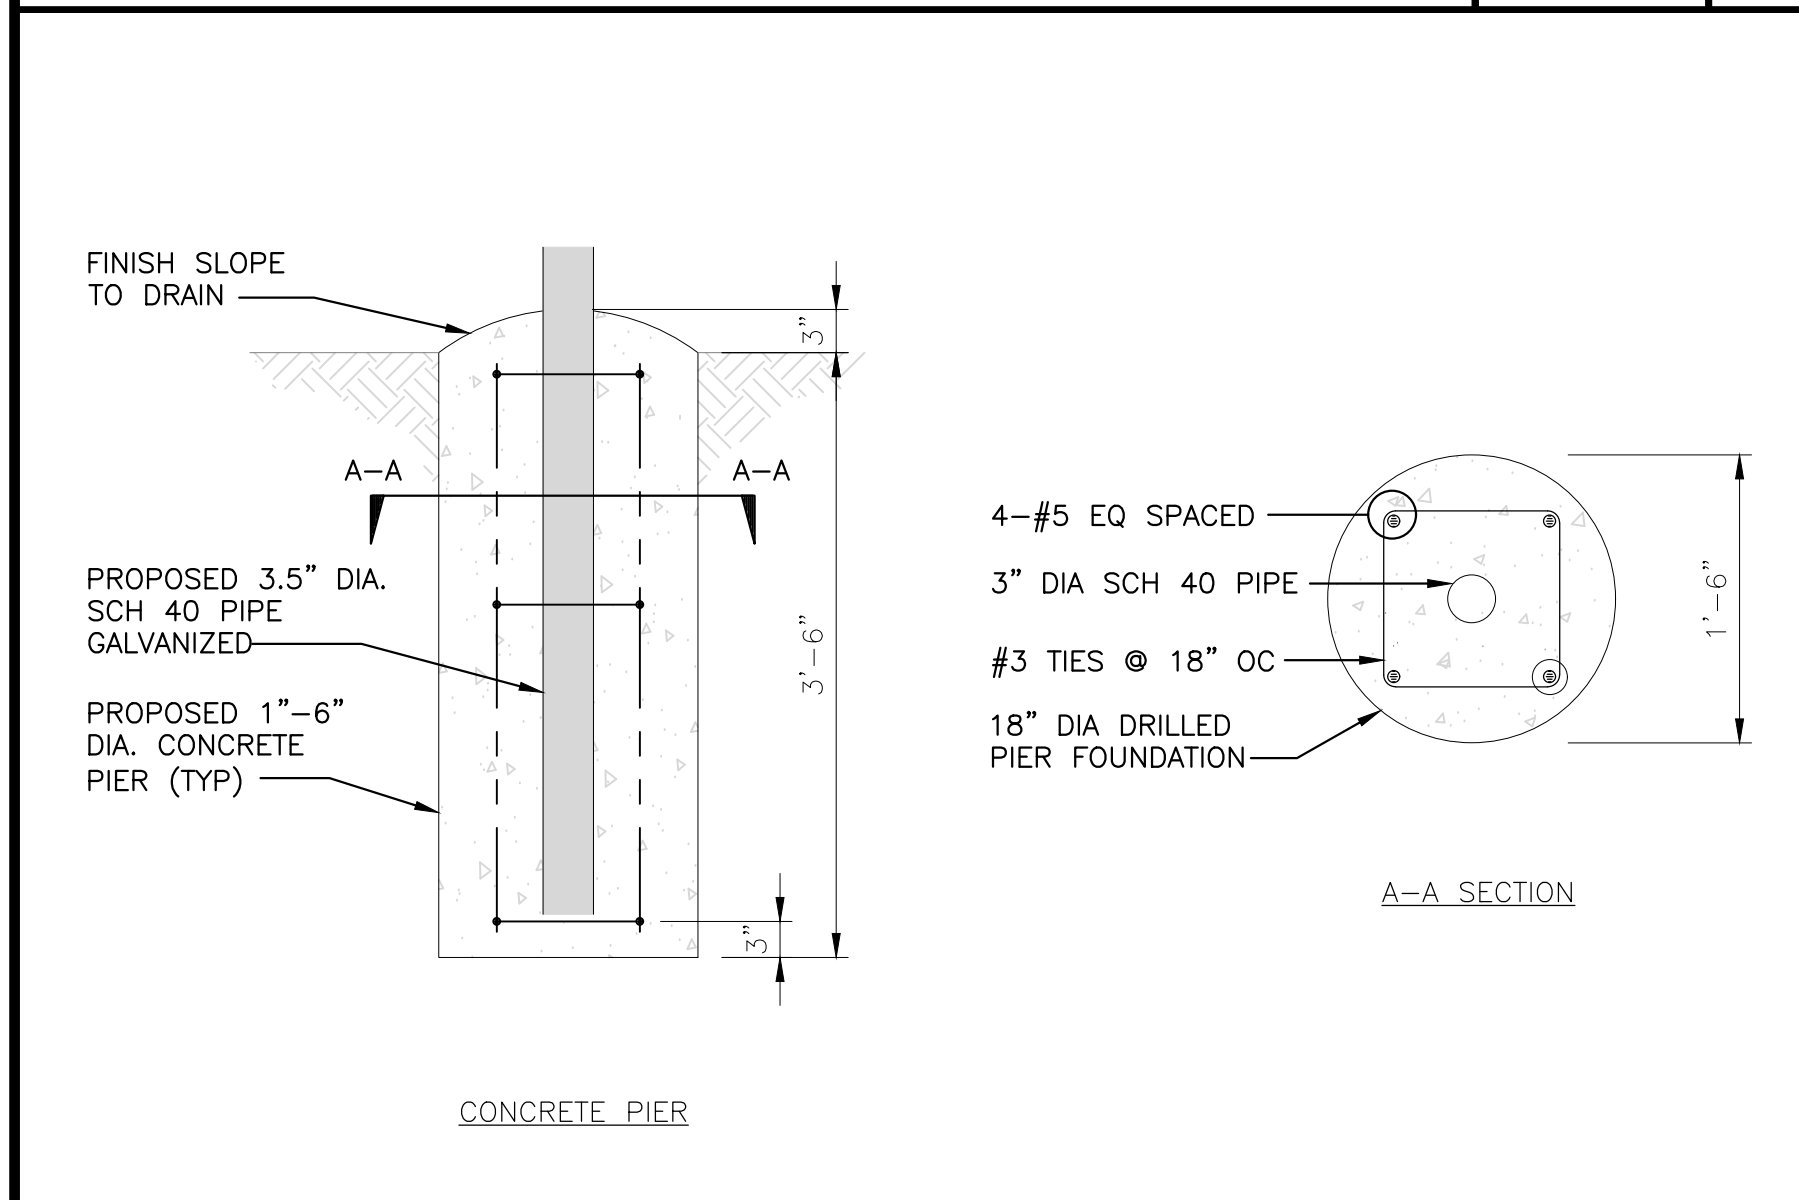 FINISH SLOPE
TO DRAIN
3”
A–A
A–A
PROPOSED 3.5” DIA.
SCH 40 PIPE
GALVANIZED
3'–6”
PROPOSED 1”–6”
DIA. CONCRETE
PIER (TYP)
3”
CONCRETE PIER
4–#5 EQ SPACED
3” DIA SCH 40 PIPE
#3 TIES @ 18” OC
18” DIA DRILLED
PIER FOUNDATION
1'–6”
A–A SECTION